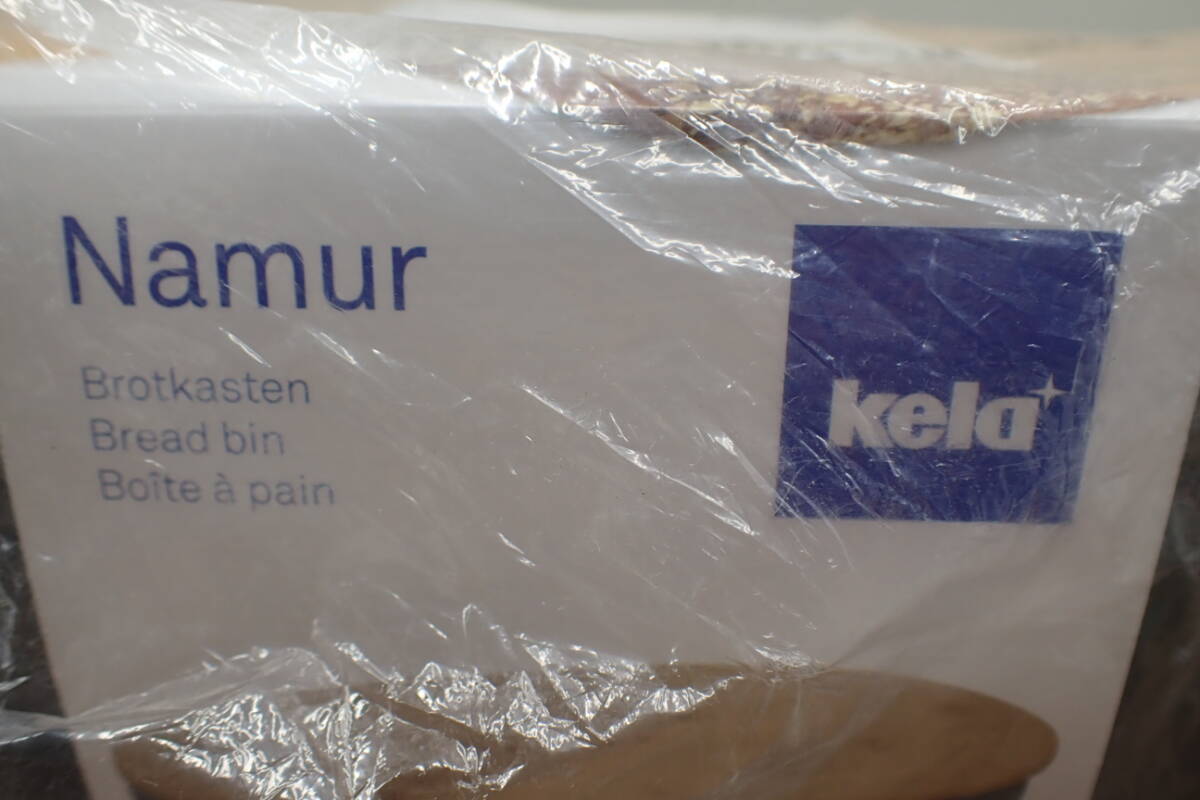 Namur
Brotkasten
Bread bin
Boîte à pain
kela